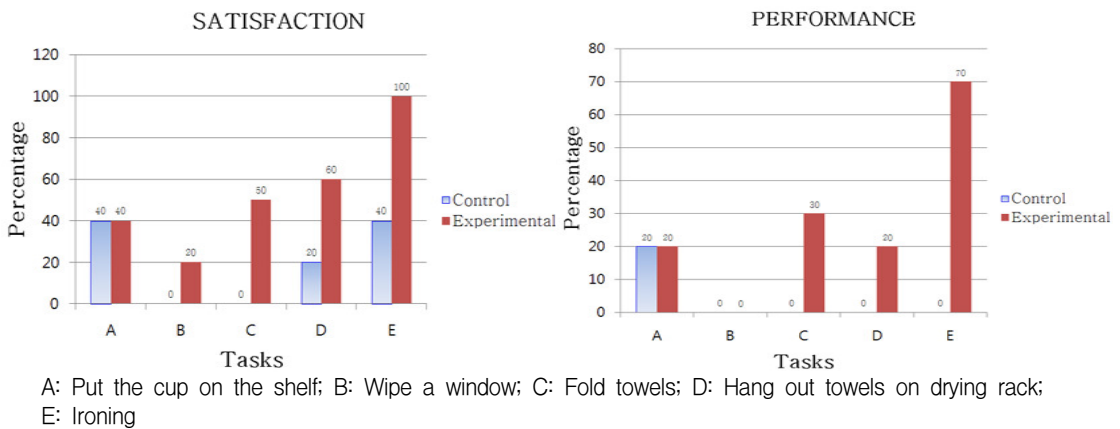 SATISFACTION
120
100
80
60
40
20
0
Percentage
40 40
0 20
0 50
20 60
40 100
A B C D E
Tasks
Control
Experimental
PERFORMANCE
80
70
60
50
40
30
20
10
0
Percentage
20 20
0 0
0 30
0 20
0 70
A B C D E
Tasks
Control
Experimental
A: Put the cup on the shelf; B: Wipe a window; C: Fold towels; D: Hang out towels on drying rack;
E: Ironing